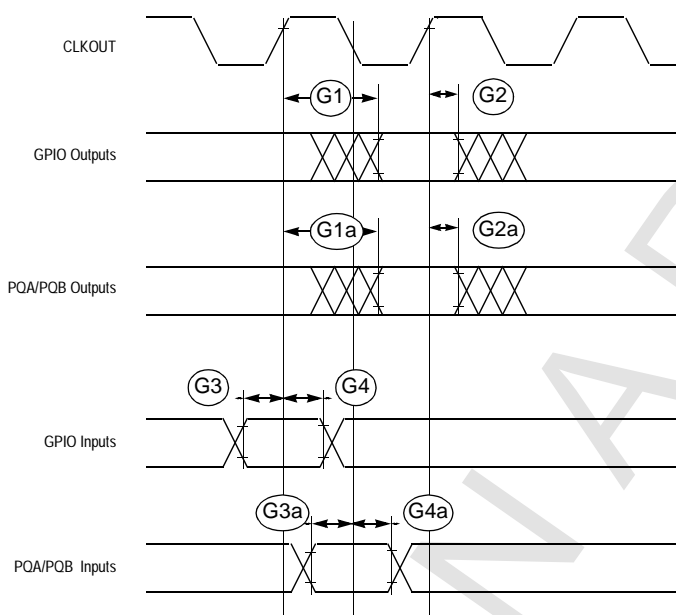 CLKOUT
G1
G2
GPIO Outputs
G1a
G2a
PQA/PQB Outputs
G3
G4
GPIO Inputs
G3a
G4a
PQA/PQB Inputs